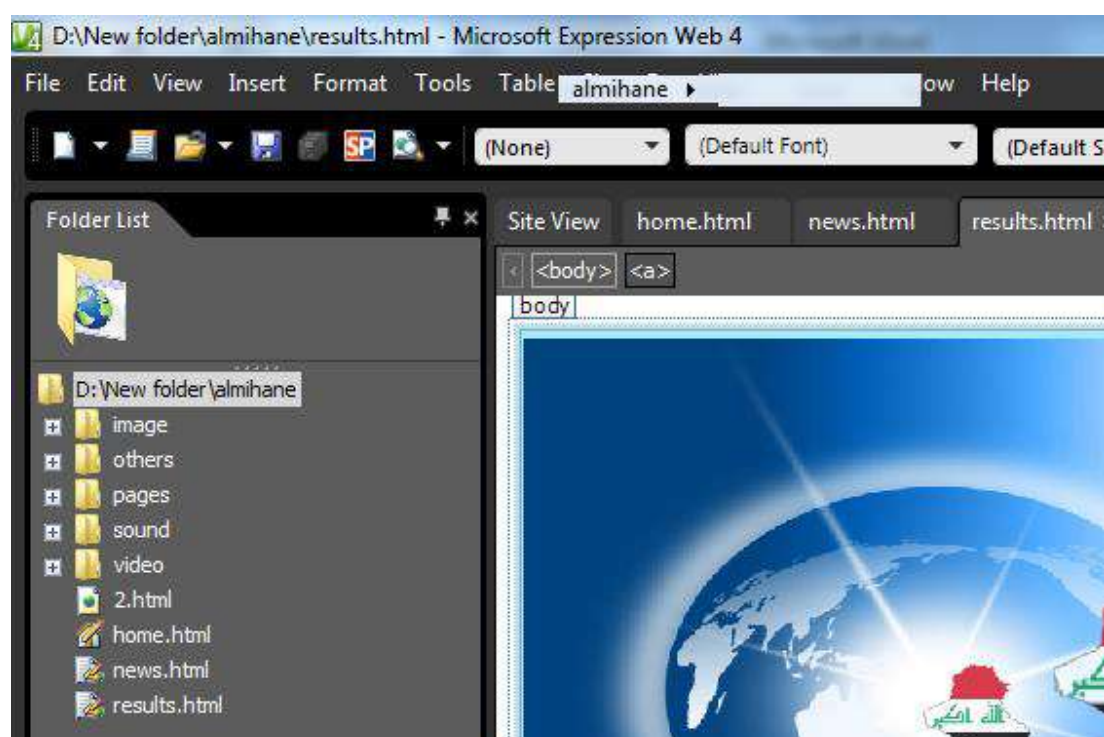 D:\New folder\almihane\results.html - Microsoft Expression Web 4
File Edit View Insert Format Tools Table almihane ow Help
SP (None) (Default Font) (Default S
Folder List
Site View home.html news.html results.html
<body> <a>
body
D:\New folder\almihane
image
others
pages
sound
video
2.html
home.html
news.html
results.html
الله اكبر